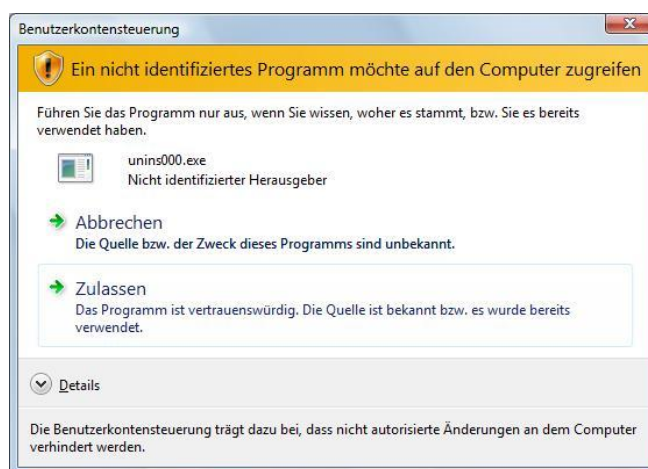 Benutzerkontensteuerung
Ein nicht identifiziertes Programm möchte auf den Computer zugreifen
Führen Sie das Programm nur aus, wenn Sie wissen, woher es stammt, bzw. Sie es bereits
verwendet haben.
unins000.exe
Nicht identifizierter Herausgeber
Abbrechen
Die Quelle bzw. der Zweck dieses Programms sind unbekannt.
Zulassen
Das Programm ist vertrauenswürdig. Die Quelle ist bekannt bzw. es wurde bereits
verwendet.
Details
Die Benutzerkontensteuerung trägt dazu bei, dass nicht autorisierte Änderungen an dem Computer
verhindert werden.